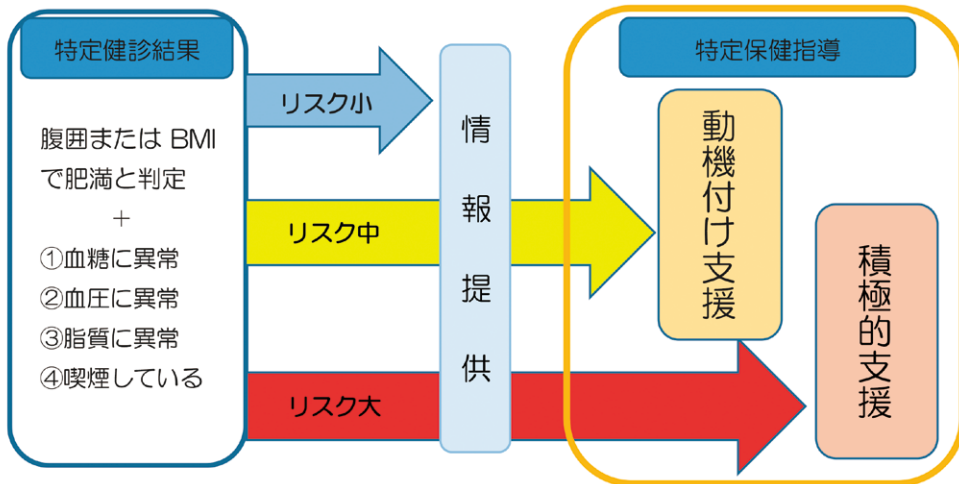 特定健診結果
腹囲または BMI
で肥満と判定
+
①血糖に異常
②血圧に異常
③脂質に異常
④喫煙している
リスク小
リスク中
リスク大
情報提供
特定保健指導
動機付け支援
積極的支援